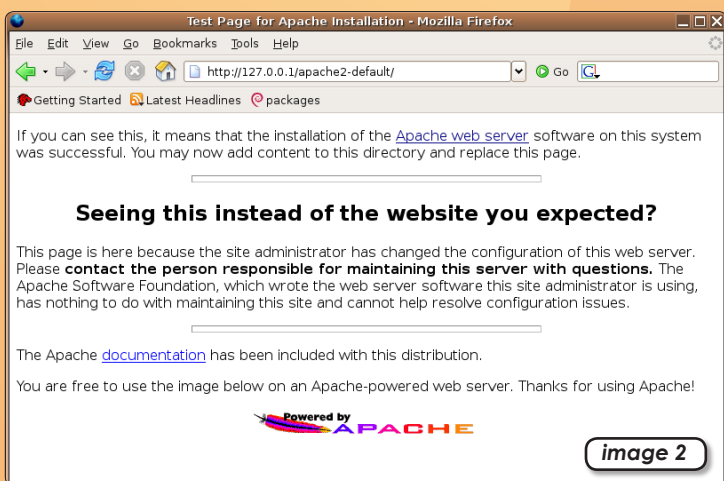 Test Page for Apache Installation - Mozilla Firefox
File Edit View Go Bookmarks Tools Help
http://127.0.0.1/apache2-default/ Go G
Getting Started Latest Headlines packages
If you can see this, it means that the installation of the Apache web server software on this system
was successful. You may now add content to this directory and replace this page.
Seeing this instead of the website you expected?
This page is here because the site administrator has changed the configuration of this web server.
Please contact the person responsible for maintaining this server with questions. The
Apache Software Foundation, which wrote the web server software this site administrator is using,
has nothing to do with maintaining this site and cannot help resolve configuration issues.
The Apache documentation has been included with this distribution.
You are free to use the image below on an Apache-powered web server. Thanks for using Apache!
Powered by
APACHE
image 2